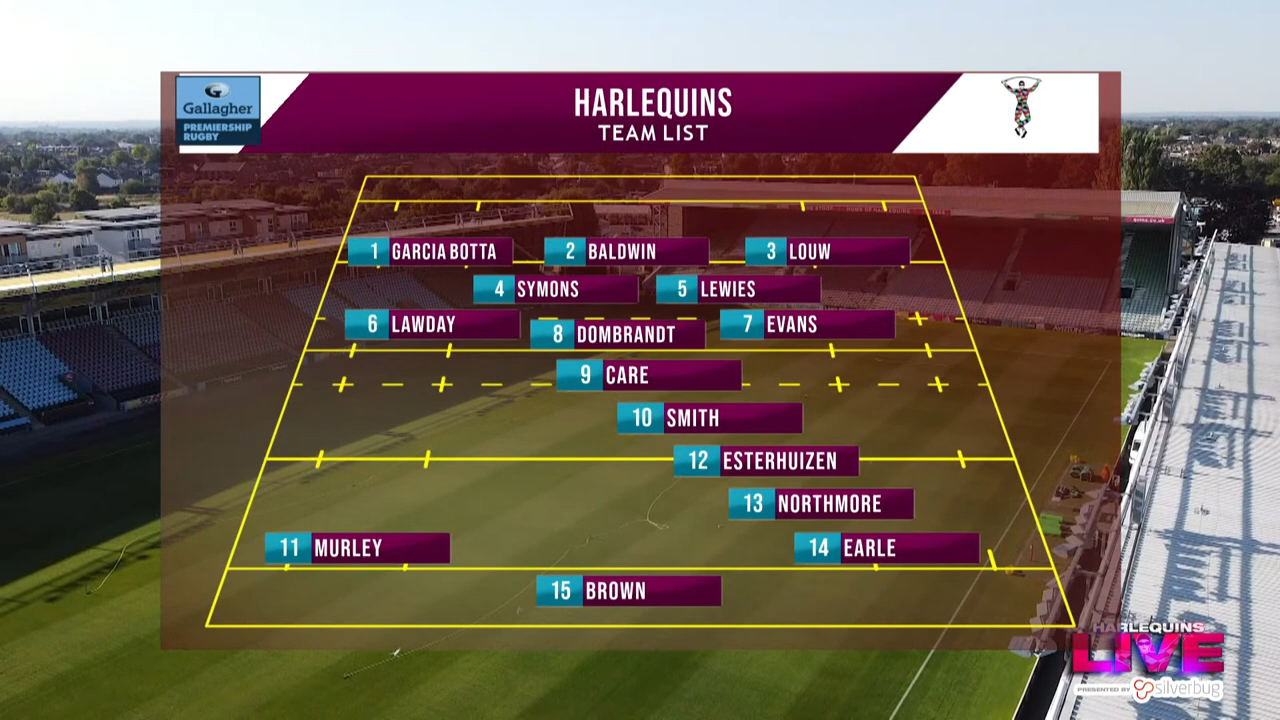 Gallagher
PREMIERSHIP
RUGBY
HARLEQUINS
TEAM LIST
1 GARCIA BOTTA
2 BALDWIN
3 LOUW
4 SYMONS
5 LEWIES
6 LAWDAY
8 DOMBRANDT
7 EVANS
9 CARE
10 SMITH
12 ESTERHUIZEN
13 NORTHMORE
11 MURLEY
14 EARLE
15 BROWN
HARLEQUINS
LIVE
PRESENTED BY silverbug